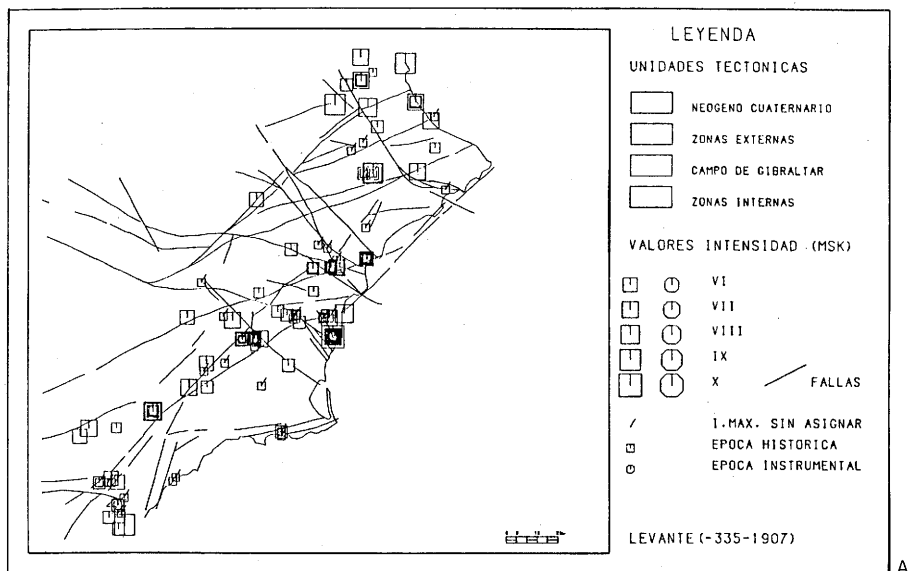 LEYENDA
UNIDADES TECTONICAS
NEOGENO CUATERNARIO
ZONAS EXTERNAS
CAMPO DE GIBRALTAR
ZONAS INTERNAS
VALORES INTENSIDAD (MSK)
VI
VII
VIII
IX
X FALLAS
I.MAX. SIN ASIGNAR
EPOCA HISTORICA
EPOCA INSTRUMENTAL
LEVANTE (-335-1907)
A